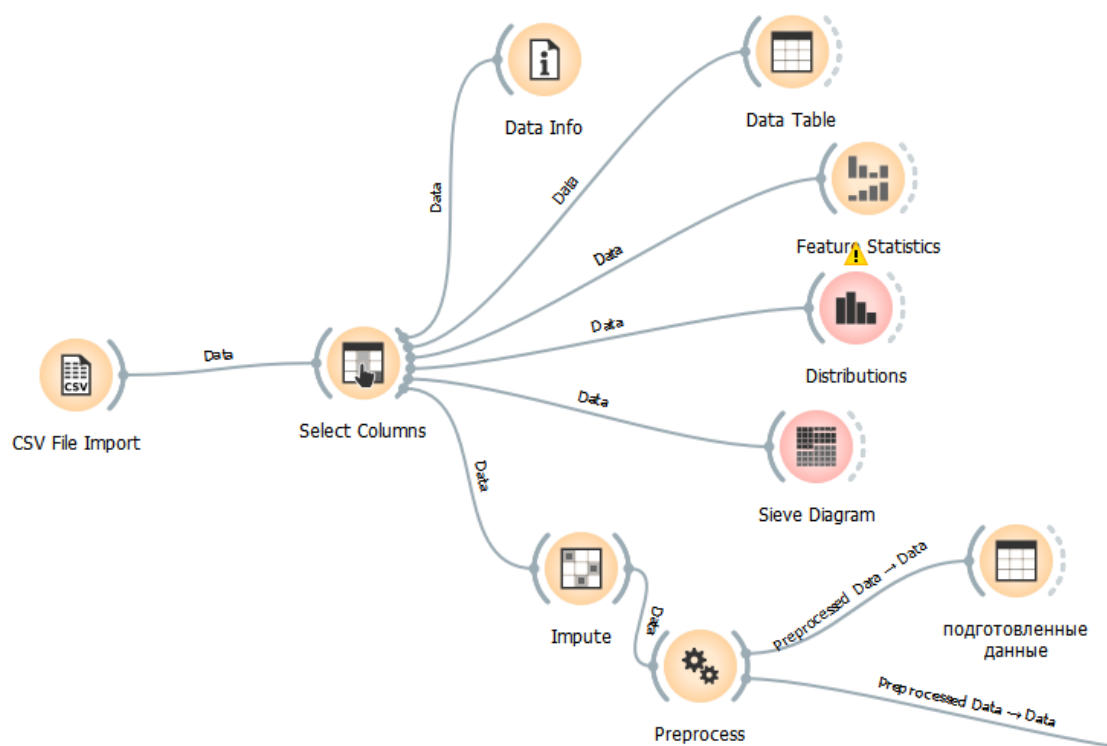 Data Info
Data Table
Data
Data
Feature Statistics
Data
Data
Data
Distributions
CSV
CSV File Import
Select Columns
Data
Data
Sieve Diagram
Preprocessed Data → Data
Data
Impute
подготовленные
данные
Preprocessed Data → Data
Preprocess